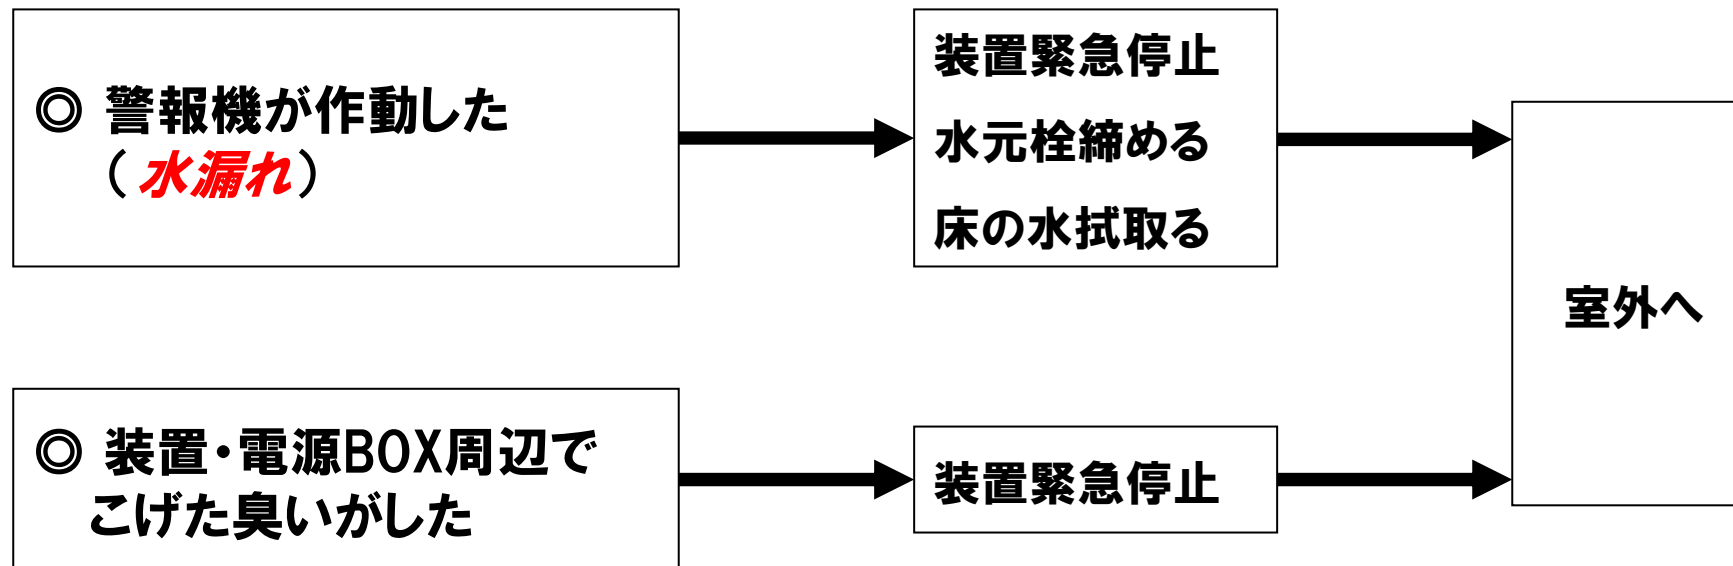 ◎ 警報機が作動した
（水漏れ）
装置緊急停止
水元栓締める
床の水拭取る
◎ 装置・電源BOX周辺で
こげた臭いがした
装置緊急停止
室外へ